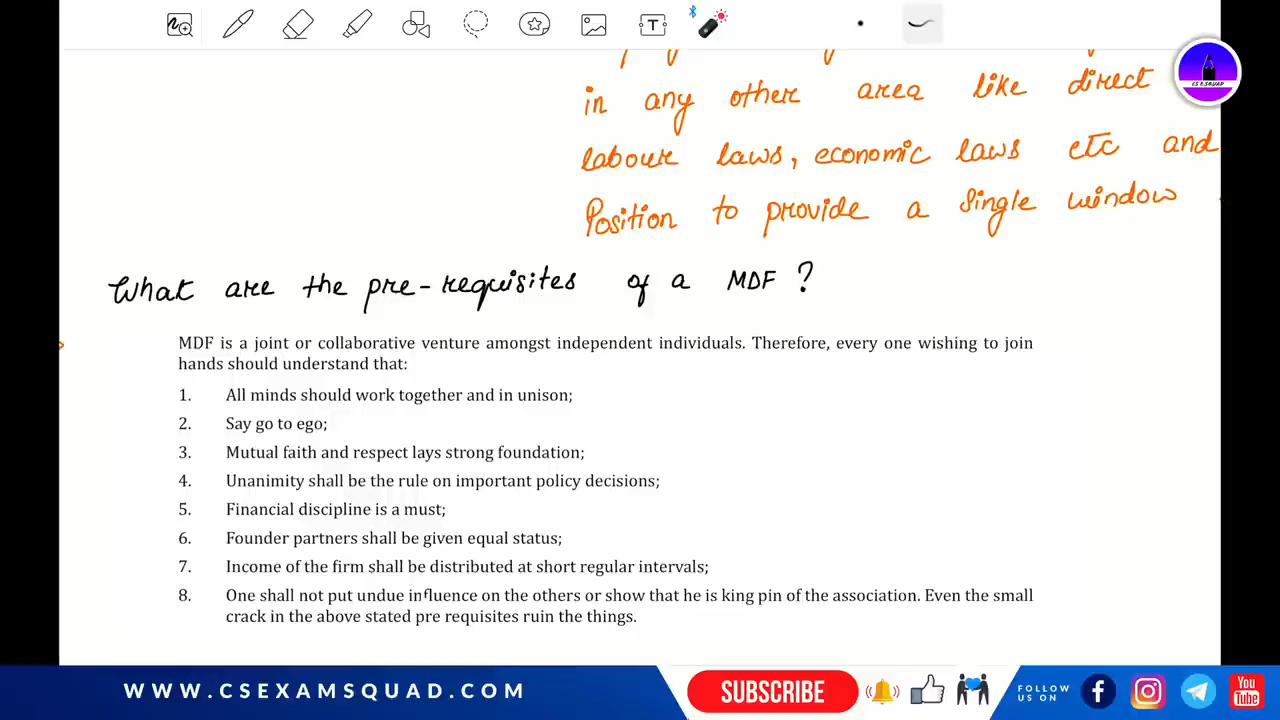 T
CS E SQUAD
in any other area like direct
labour laws, economic laws etc and
Position to provide a single window
What are the pre-requisites of a MDF ?
MDF is a joint or collaborative venture amongst independent individuals. Therefore, every one wishing to join
hands should understand that:
1. All minds should work together and in unison;
2. Say go to ego;
3. Mutual faith and respect lays strong foundation;
4. Unanimity shall be the rule on important policy decisions;
5. Financial discipline is a must;
6. Founder partners shall be given equal status;
7. Income of the firm shall be distributed at short regular intervals;
8. One shall not put undue influence on the others or show that he is king pin of the association. Even the small
crack in the above stated pre requisites ruin the things.
WWW.CSEXAMSQUAD.COM
SUBSCRIBE
FOLLOW
US ON
You
Tube